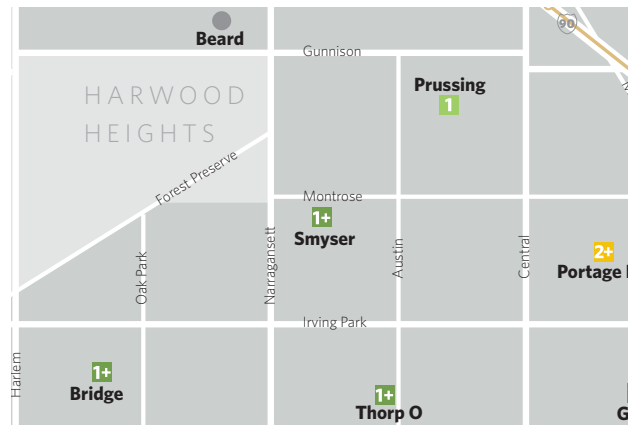 90
Beard
Gunnison
Prussing
1
HARWOOD
HEIGHTS
Forest Preserve
Montrose
1+
Smyser
Oak Park
Narragansett
Austin
Central
2+
Portage
Irving Park
Harlem
1+
Bridge
1+
Thorp O
G